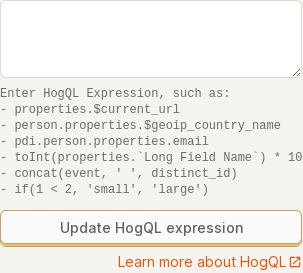 Enter HogQL Expression, such as:
- properties.$current_url
- person.properties.$geoip_country_name
- pdi.person.properties.email
- toInt(properties.`Long Field Name`) * 10
- concat(event, ' ', distinct_id)
- if(1 < 2, 'small', 'large')
Update HogQL expression
Learn more about HogQL